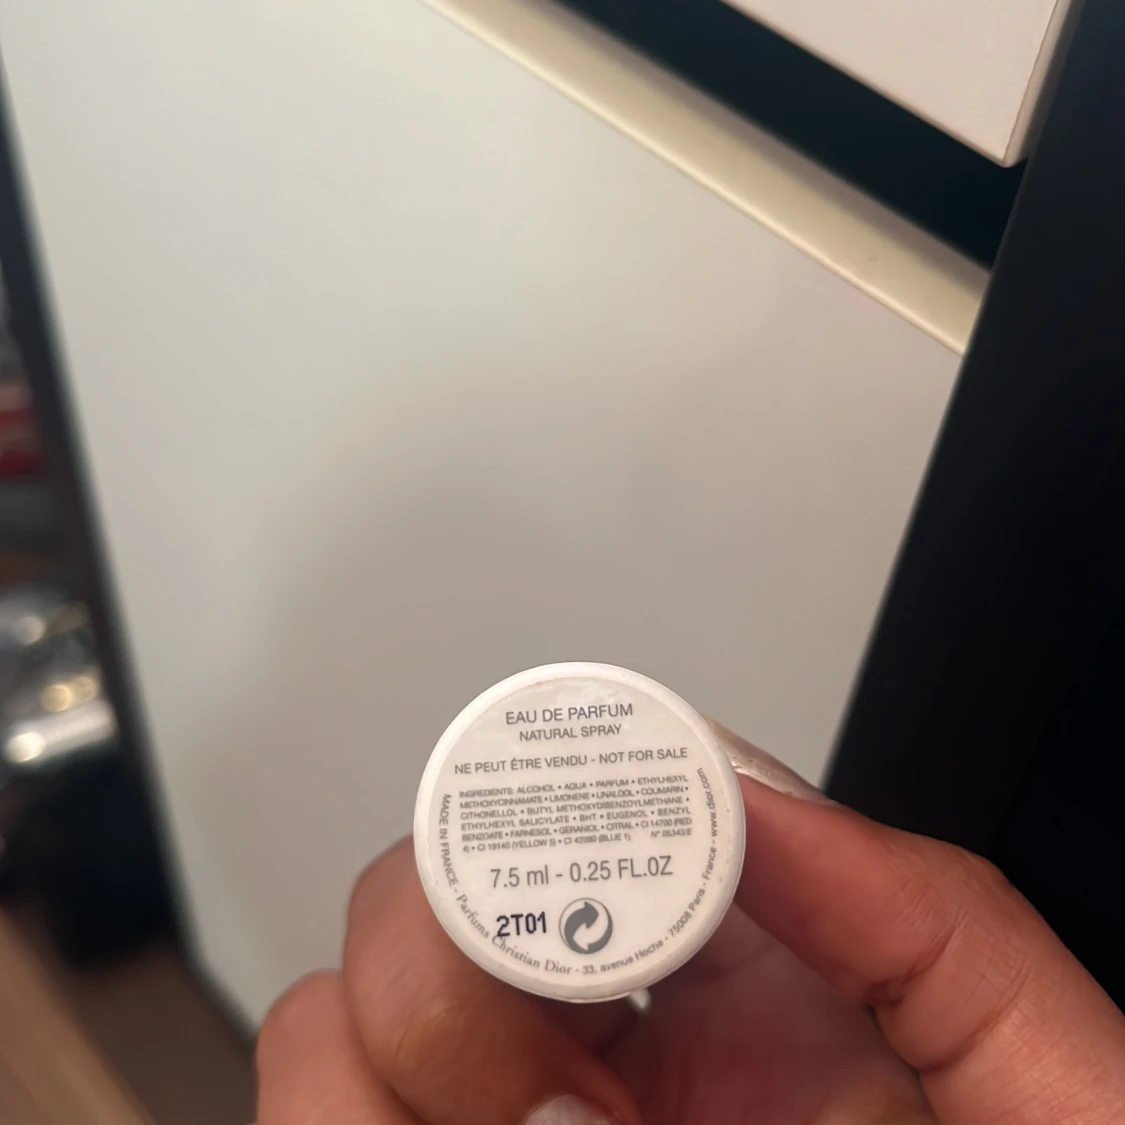 EAU DE PARFUM
NATURAL SPRAY
NE PEUT ÊTRE VENDU - NOT FOR SALE
INGREDIENTS: ALCOHOL • AQUA • PARFUM • ETHYLHEXYL
METHOXYCINNAMATE • LIMONENE • LINALOOL • COUMARIN •
CITRONELLOL • BUTYL METHOXYDIBENZOYLMETHANE •
ETHYLHEXYL SALICYLATE • BHT • EUGENOL • BENZYL
BENZOATE • FARNESOL • GERANIOL • CITRAL • CI 14700 (RED
4) • CI 19140 (YELLOW 5) • CI 42090 (BLUE 1). N° 05343/E
7.5 ml - 0.25 FL.OZ
2T01
MADE IN FRANCE - Parfums Christian Dior - 33, avenue Hoche - 75008 Paris - France - www.dior.com